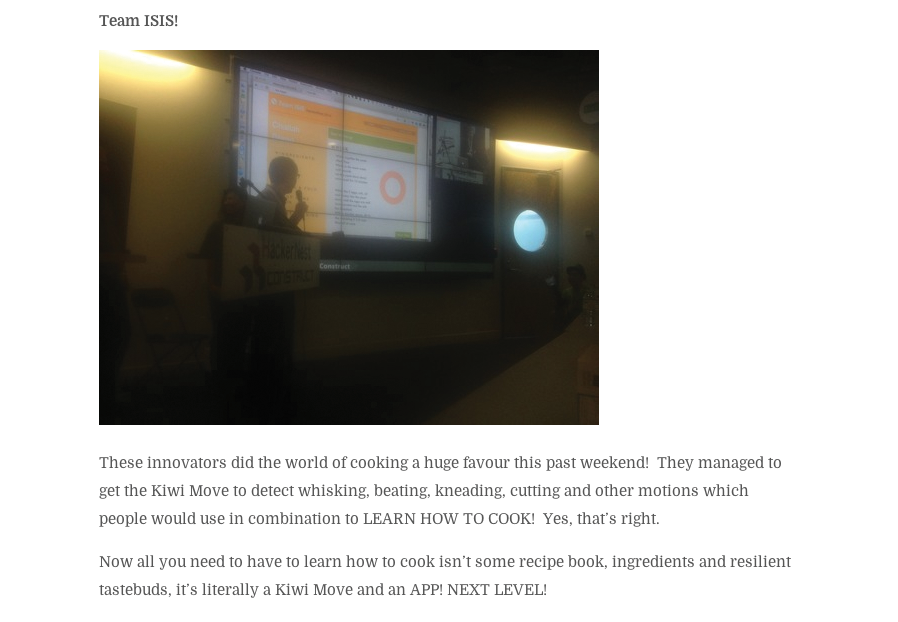 Team ISIS!
HackerNest
CONSTRUCT
Construct
These innovators did the world of cooking a huge favour this past weekend!  They managed to
get the Kiwi Move to detect whisking, beating, kneading, cutting and other motions which
people would use in combination to LEARN HOW TO COOK!  Yes, that’s right.
Now all you need to have to learn how to cook isn’t some recipe book, ingredients and resilient
tastebuds, it’s literally a Kiwi Move and an APP! NEXT LEVEL!